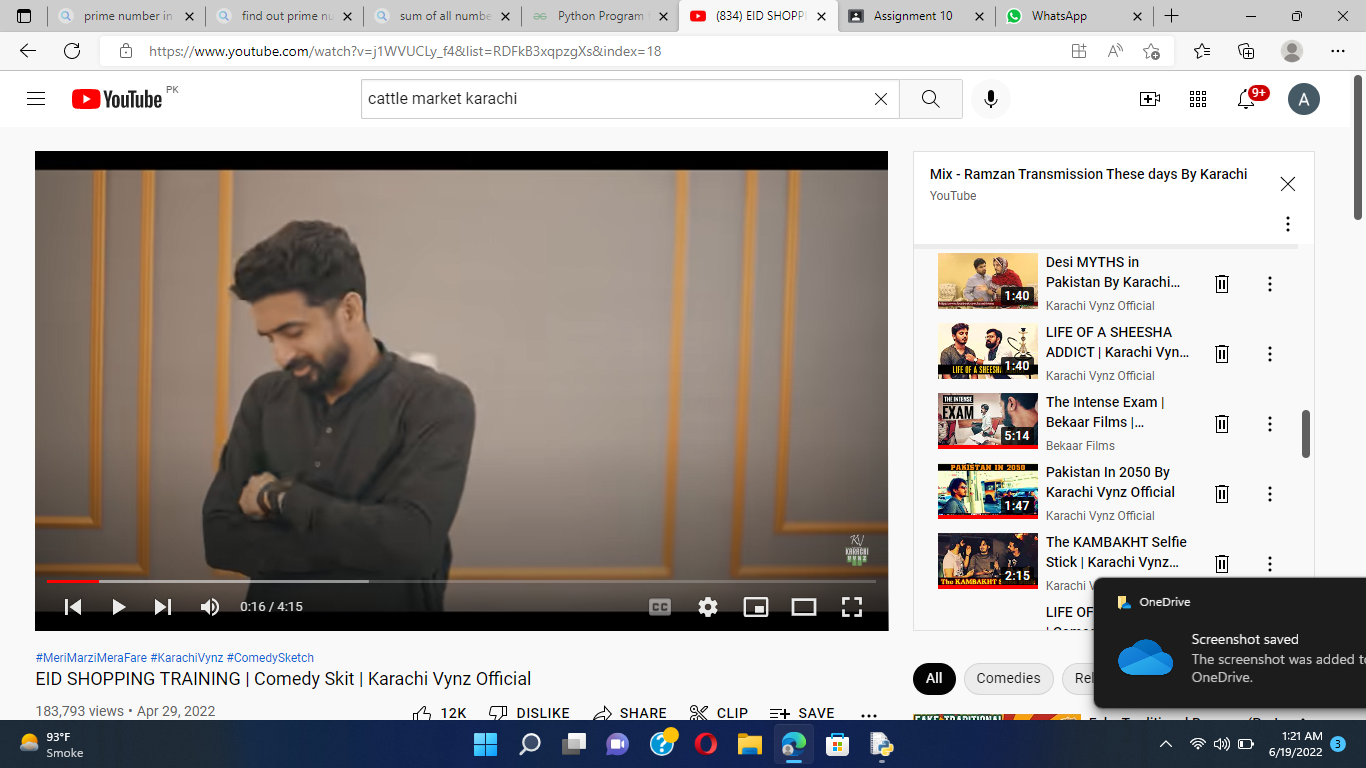 prime number in
find out prime nu
sum of all numbe
Python Program
(834) EID SHOPP
Assignment 10
WhatsApp
https://www.youtube.com/watch?v=j1WVUCLy_f4&list=RDFkB3xqpzgXs&index=18
YouTube PK
cattle market karachi
9+
A
KV
KARACHI
VYNZ
CC
0:16 / 4:15
#MeriMarziMeraFare #KarachiVynz #ComedySketch
EID SHOPPING TRAINING | Comedy Skit | Karachi Vynz Official
183,793 views • Apr 29, 2022
12K
DISLIKE
SHARE
CLIP
SAVE
Mix - Ramzan Transmission These days By Karachi
YouTube
Desi MYTHS in
Pakistan By Karachi...
Karachi Vynz Official
1:40
LIFE OF A SHEESHA
ADDICT | Karachi Vyn...
Karachi Vynz Official
LIFE OF A SHEESH
1:40
The Intense Exam |
Bekaar Films |...
Bekaar Films
THE INTENSE
EXAM
5:14
Pakistan In 2050 By
Karachi Vynz Official
Karachi Vynz Official
PAKISTAN IN 2050
1:47
The KAMBAKHT Selfie
Stick | Karachi Vynz...
Karachi V
The KAMBAKHT S
2:15
LIFE OF
OneDrive
Screenshot saved
The screenshot was added to
OneDrive.
All
Comedies
Rel
FAKE TRADITIONAL
93°F
Smoke
1:21 AM
6/19/2022
3